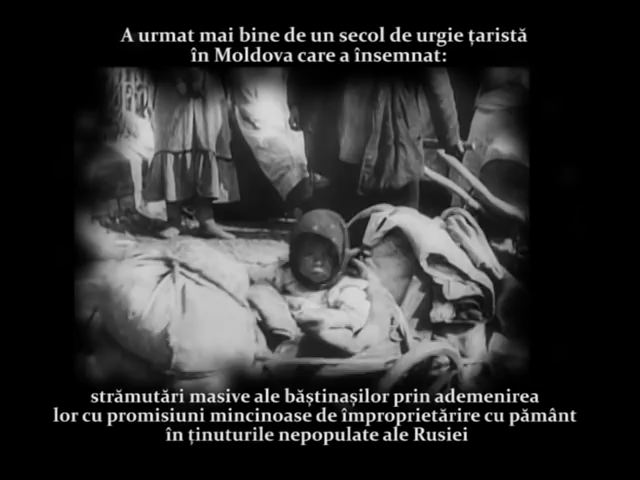 A urmat mai bine de un secol de urgie țaristă
în Moldova care a însemnat:
strămutări masive ale băștinașilor prin ademenirea
lor cu promisiuni mincinoase de împroprietărire cu pământ
în ținuturile nepopulate ale Rusiei